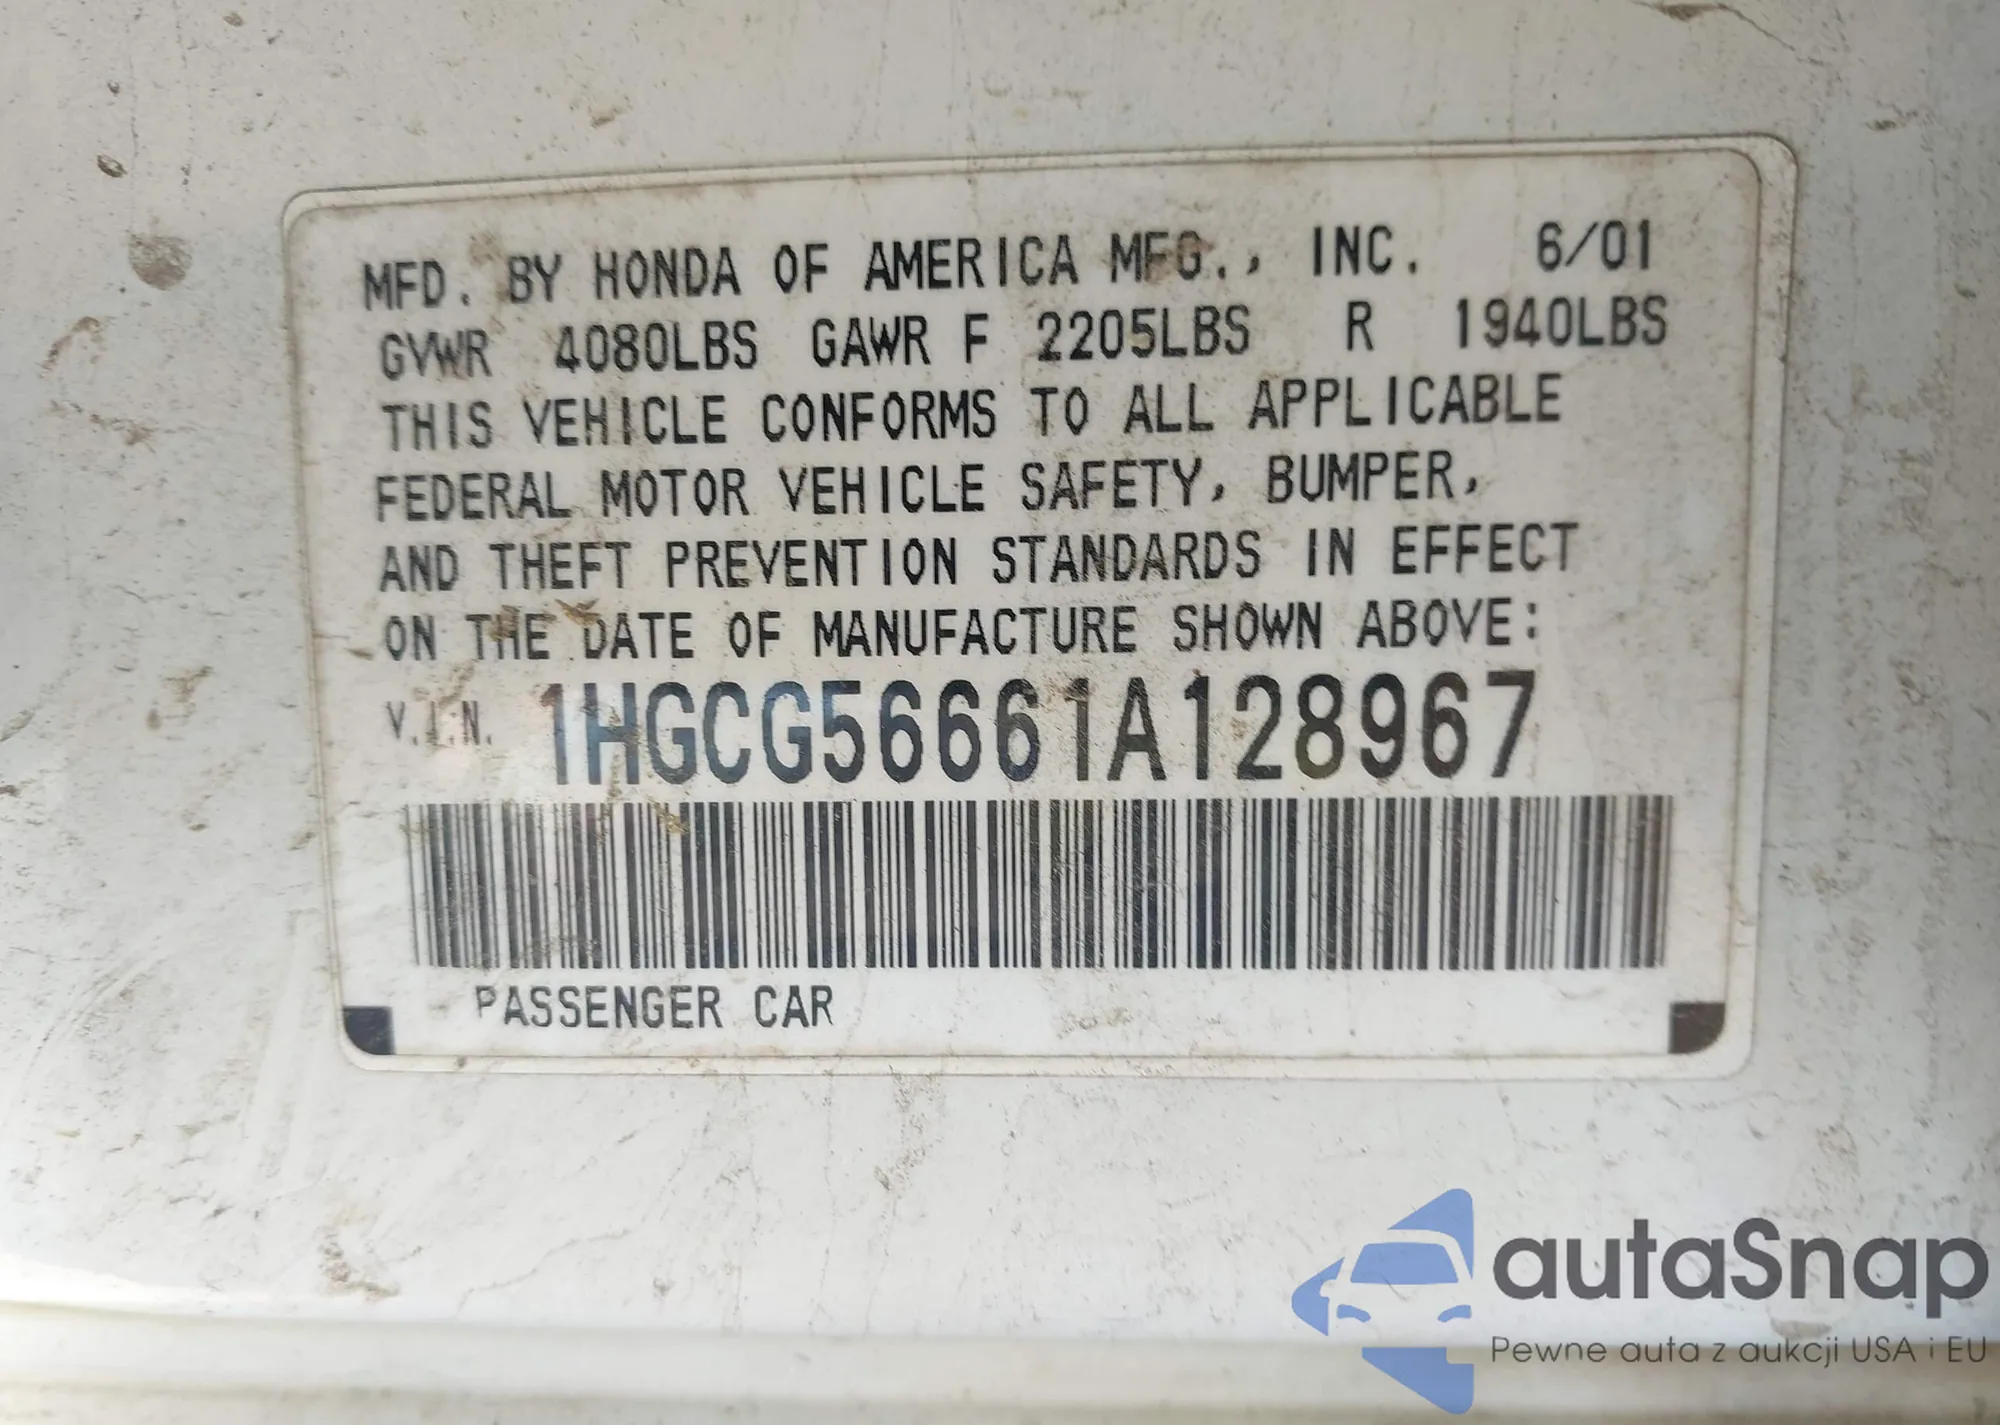 MFD. BY HONDA OF AMERICA MFG., INC. 6/01
GVWR 4080LBS GAWR F 2205LBS R 1940LBS
THIS VEHICLE CONFORMS TO ALL APPLICABLE
FEDERAL MOTOR VEHICLE SAFETY, BUMPER,
AND THEFT PREVENTION STANDARDS IN EFFECT
ON THE DATE OF MANUFACTURE SHOWN ABOVE:
V.I.N. 1HGCG56661A128967
PASSENGER CAR
autaSnap
Pewne auta z aukcji USA i EU